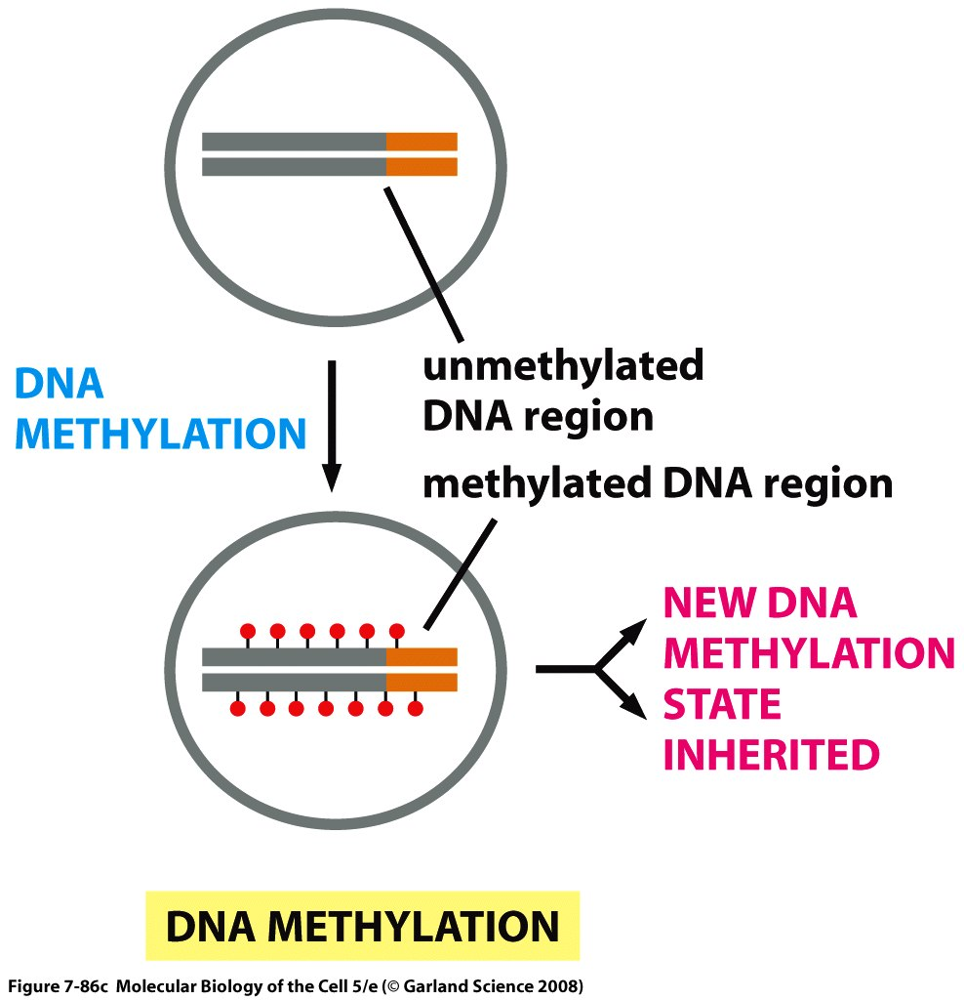 DNA
METHYLATION
unmethylated
DNA region
methylated DNA region
NEW DNA
METHYLATION
STATE
INHERITED
DNA METHYLATION
Figure 7-86c Molecular Biology of the Cell 5/e (© Garland Science 2008)